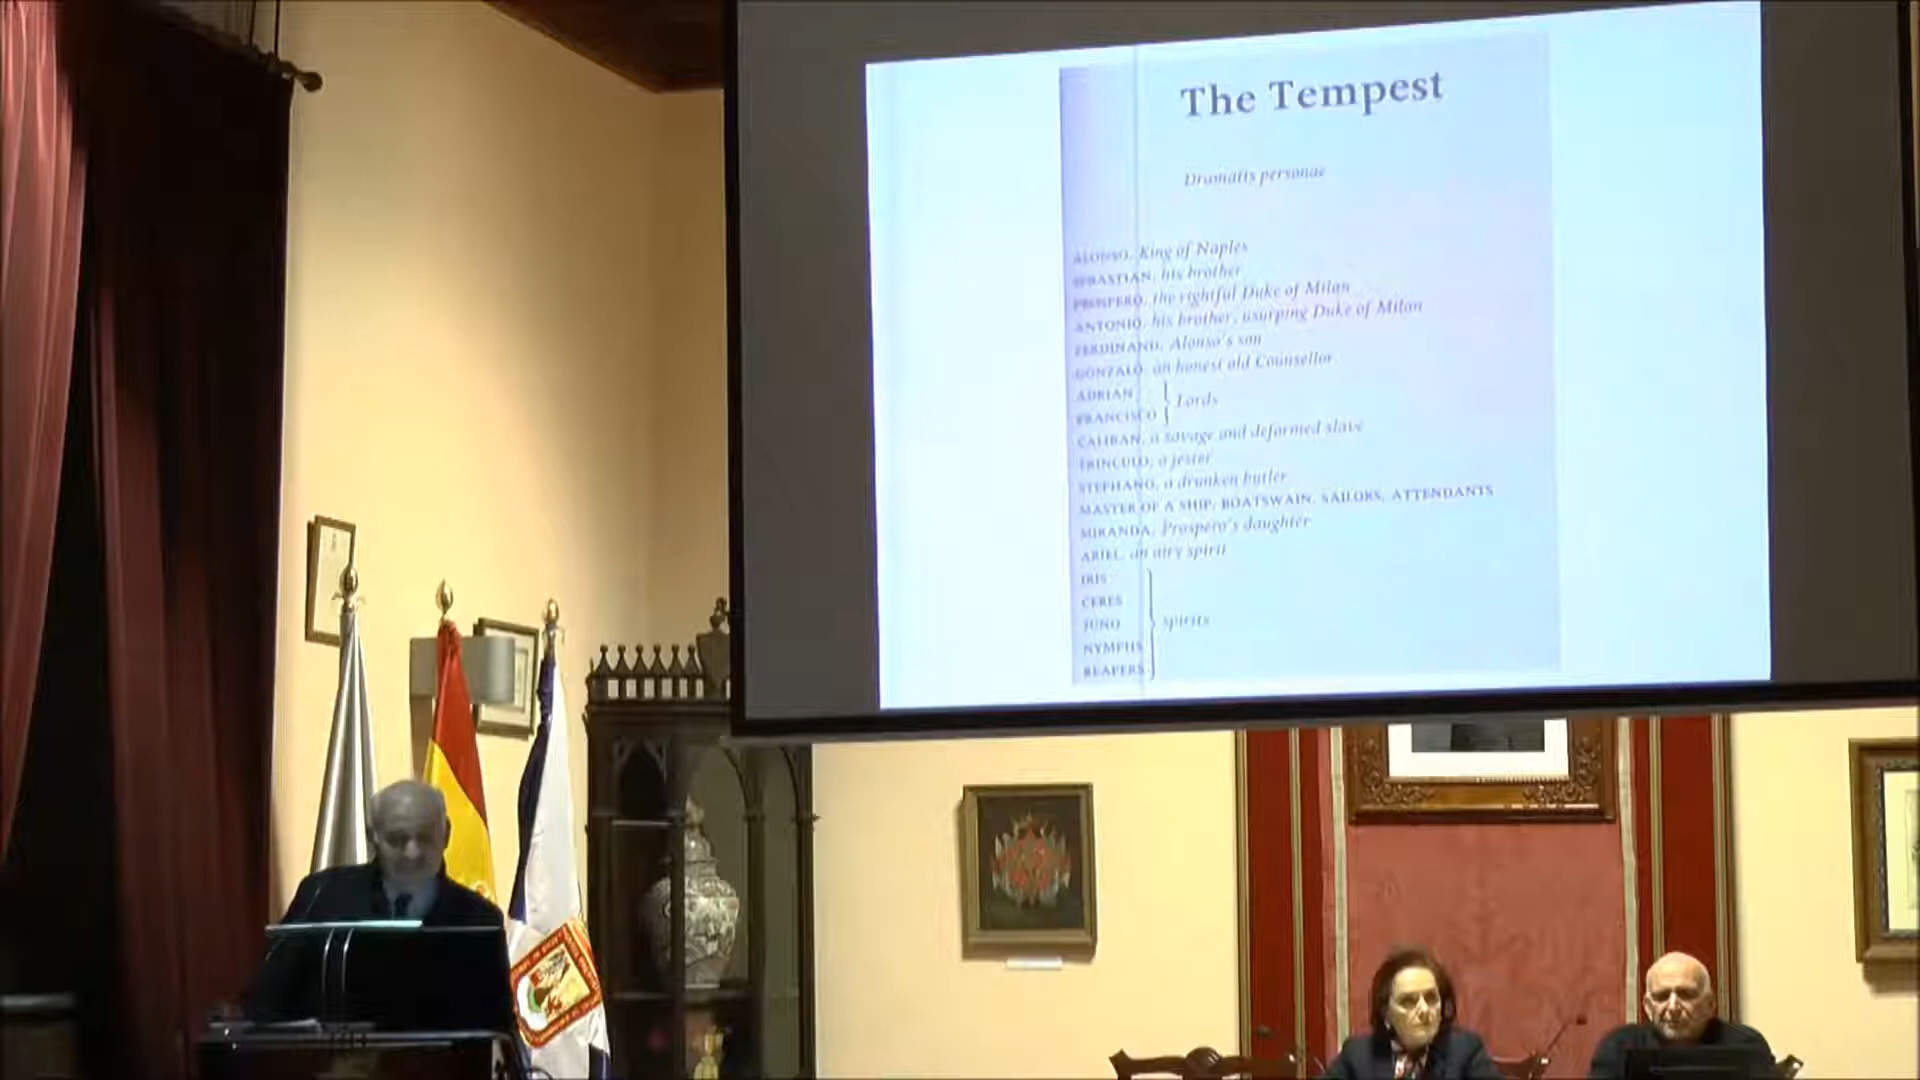 The Tempest
Dramatis personae
ALONSO, King of Naples
SEBASTIAN, his brother
PROSPERO, the rightful Duke of Milan
ANTONIO, his brother, usurping Duke of Milan
FERDINAND, Alonso's son
GONZALO, an honest old Counsellor
ADRIAN
FRANCISCO
Lords
CALIBAN, a savage and deformed slave
TRINCULO, a jester
STEPHANO, a drunken butler
MASTER OF A SHIP, BOATSWAIN, SAILORS, ATTENDANTS
MIRANDA, Prospero's daughter
ARIEL, an airy spirit
IRIS
CERES
JUNO
NYMPHS
REAPERS
spirits